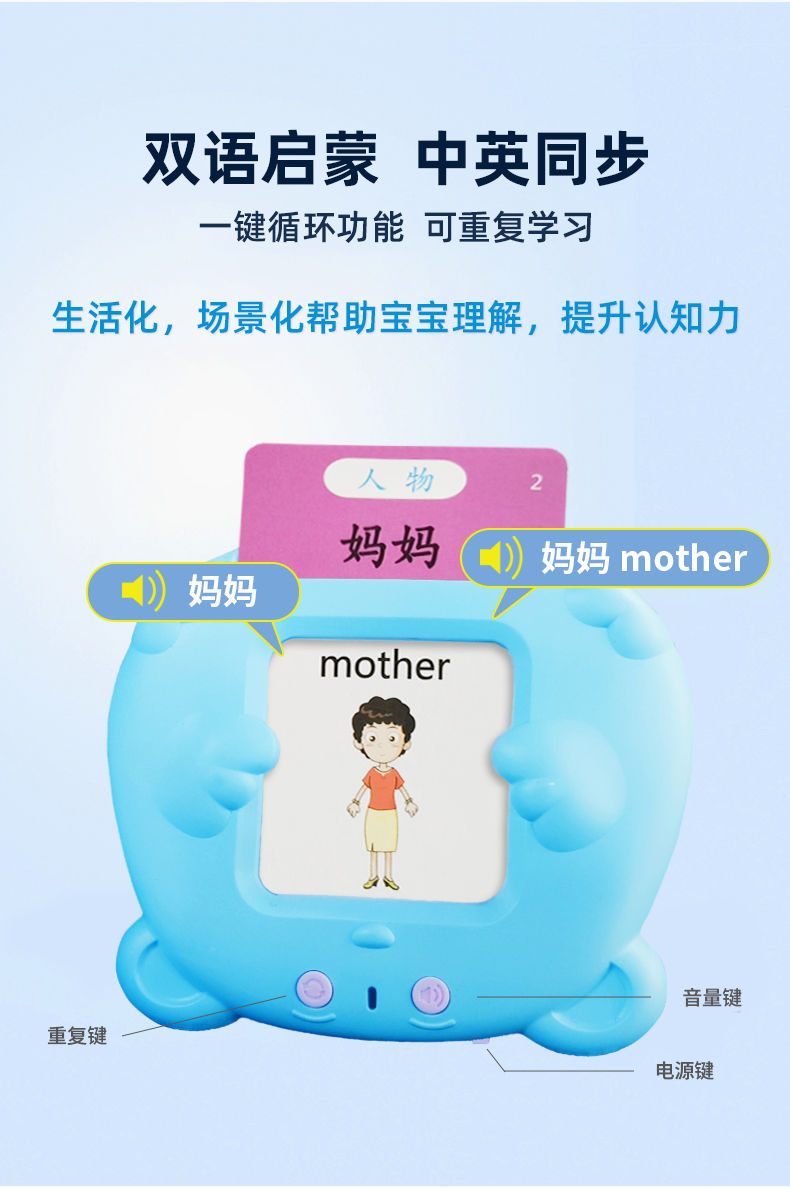 双语启蒙 中英同步
一键循环功能 可重复学习
生活化，场景化帮助宝宝理解，提升认知力
人物
2
妈妈
妈妈 mother
妈妈
mother
音量键
重复键
电源键